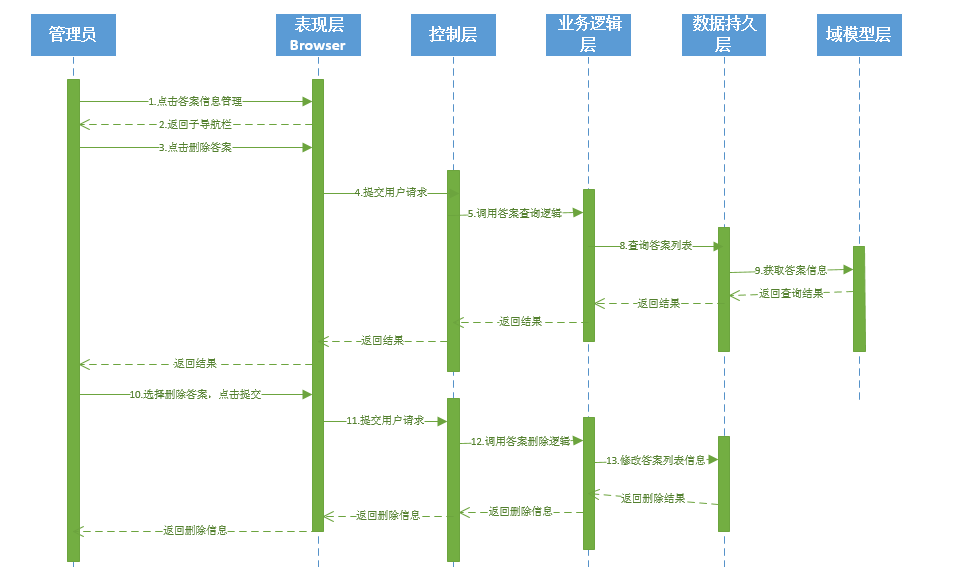 管理员
表现层
Browser
控制层
业务逻辑
层
数据持久
层
域模型层
1.点击答案信息管理
2.返回子导航栏
3.点击删除答案
4.提交用户请求
5.调用答案查询逻辑
8.查询答案列表
9.获取答案信息
返回查询结果
返回结果
返回结果
返回结果
返回结果
10.选择删除答案，点击提交
11.提交用户请求
12.调用答案删除逻辑
13.修改答案列表信息
返回删除结果
返回删除信息
返回删除信息
返回删除信息